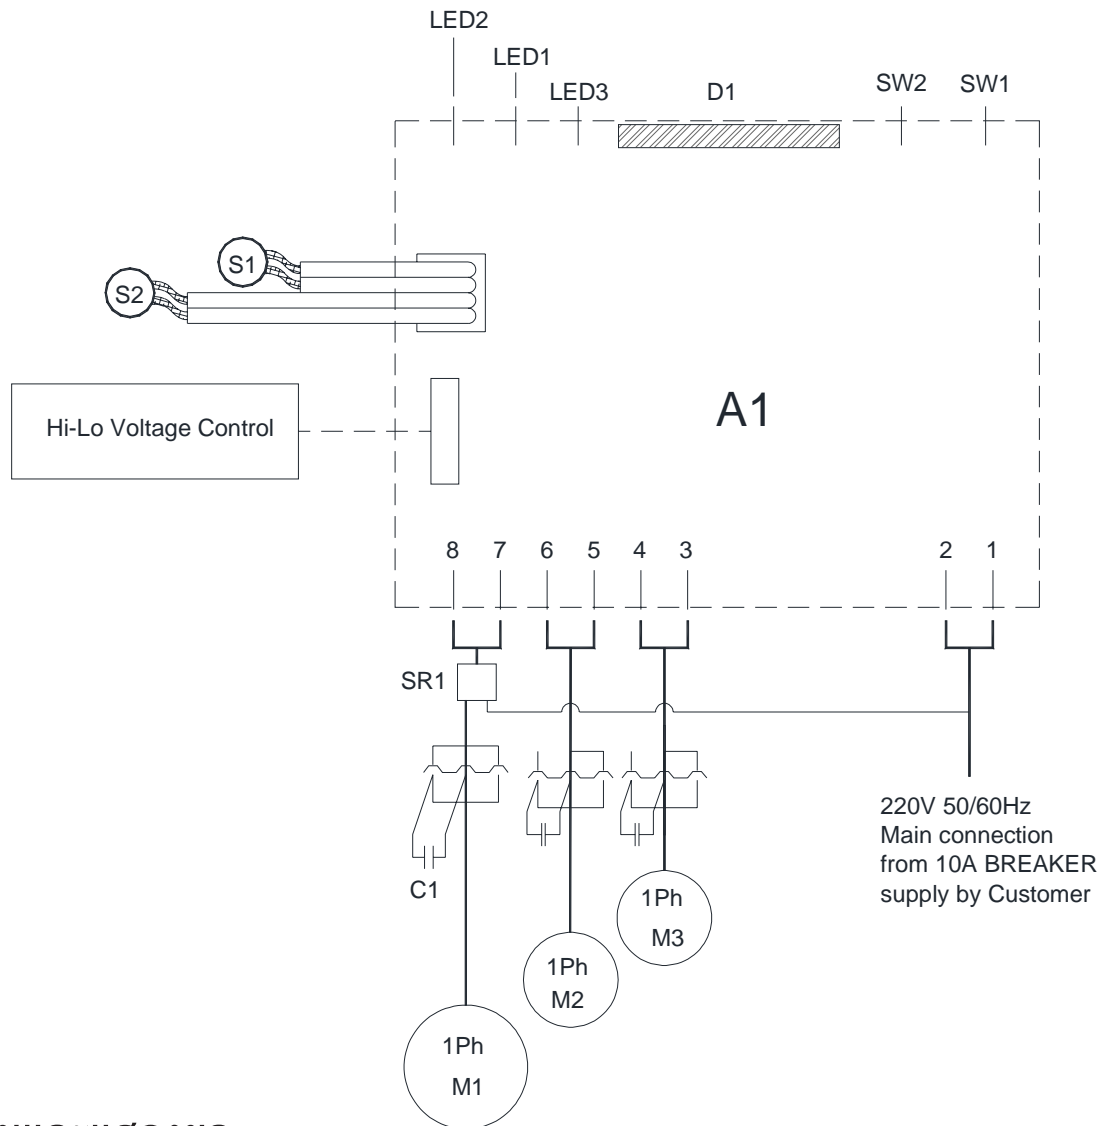 LED2
LED1
LED3
D1
SW2
SW1
S1
S2
Hi-Lo Voltage Control
A1
8 7 6 5 4 3 2 1
SR1
220V 50/60Hz
Main connection
from 10A BREAKER
supply by Customer
C1
1Ph
M3
1Ph
M2
1Ph
M1